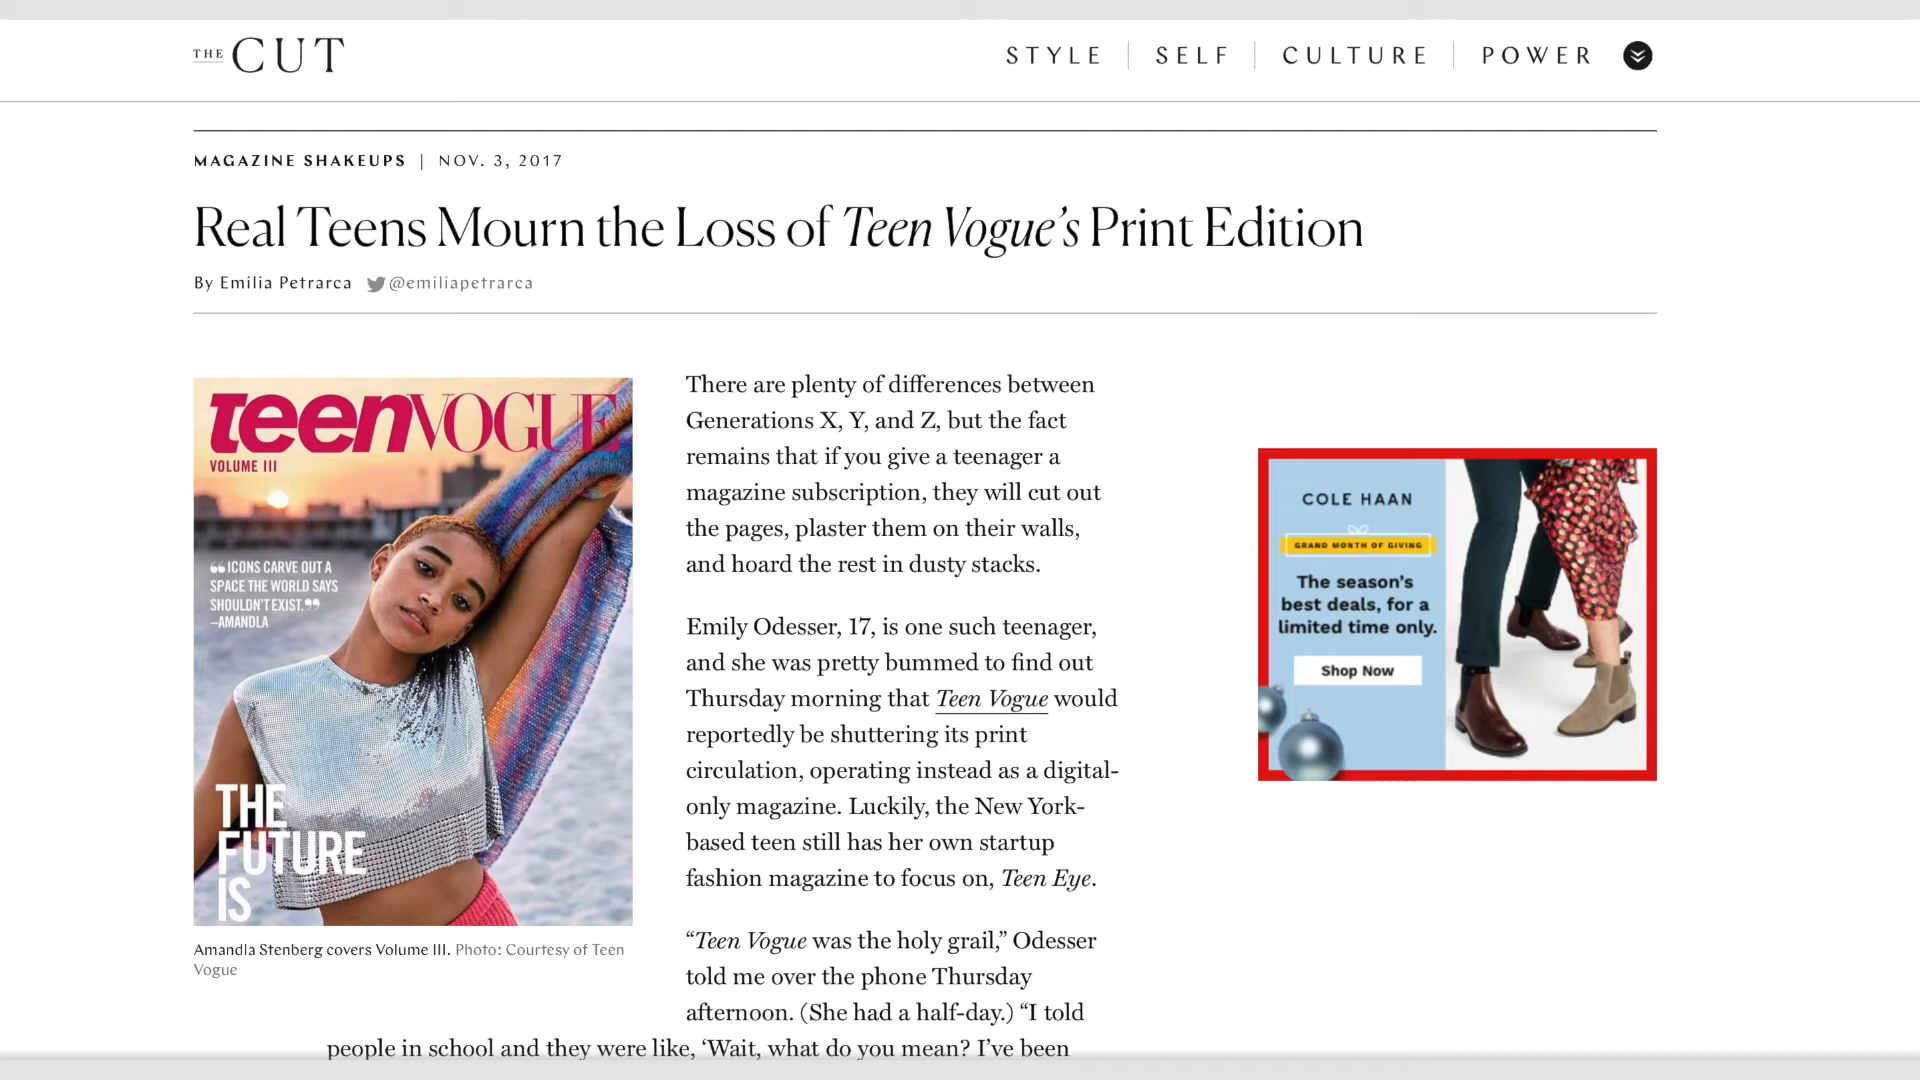 THE CUT
STYLE
SELF
CULTURE
POWER
MAGAZINE SHAKEUPS | NOV. 3, 2017
Real Teens Mourn the Loss of Teen Vogue’s Print Edition
By Emilia Petrarca @emiliapetrarca
teenVOGUE
VOLUME III
“ICONS CARVE OUT A
SPACE THE WORLD SAYS
SHOULDN’T EXIST.”
–AMANDLA
THE
FUTURE
IS
Amandla Stenberg covers Volume III. Photo: Courtesy of Teen
Vogue
There are plenty of differences between
Generations X, Y, and Z, but the fact
remains that if you give a teenager a
magazine subscription, they will cut out
the pages, plaster them on their walls,
and hoard the rest in dusty stacks.
Emily Odesser, 17, is one such teenager,
and she was pretty bummed to find out
Thursday morning that Teen Vogue would
reportedly be shuttering its print
circulation, operating instead as a digital-
only magazine. Luckily, the New York-
based teen still has her own startup
fashion magazine to focus on, Teen Eye.
“Teen Vogue was the holy grail,” Odesser
told me over the phone Thursday
afternoon. (She had a half-day.) “I told
people in school and they were like, ‘Wait, what do you mean? I’ve been
COLE HAAN
GRAND MONTH OF GIVING
The season’s
best deals, for a
limited time only.
Shop Now